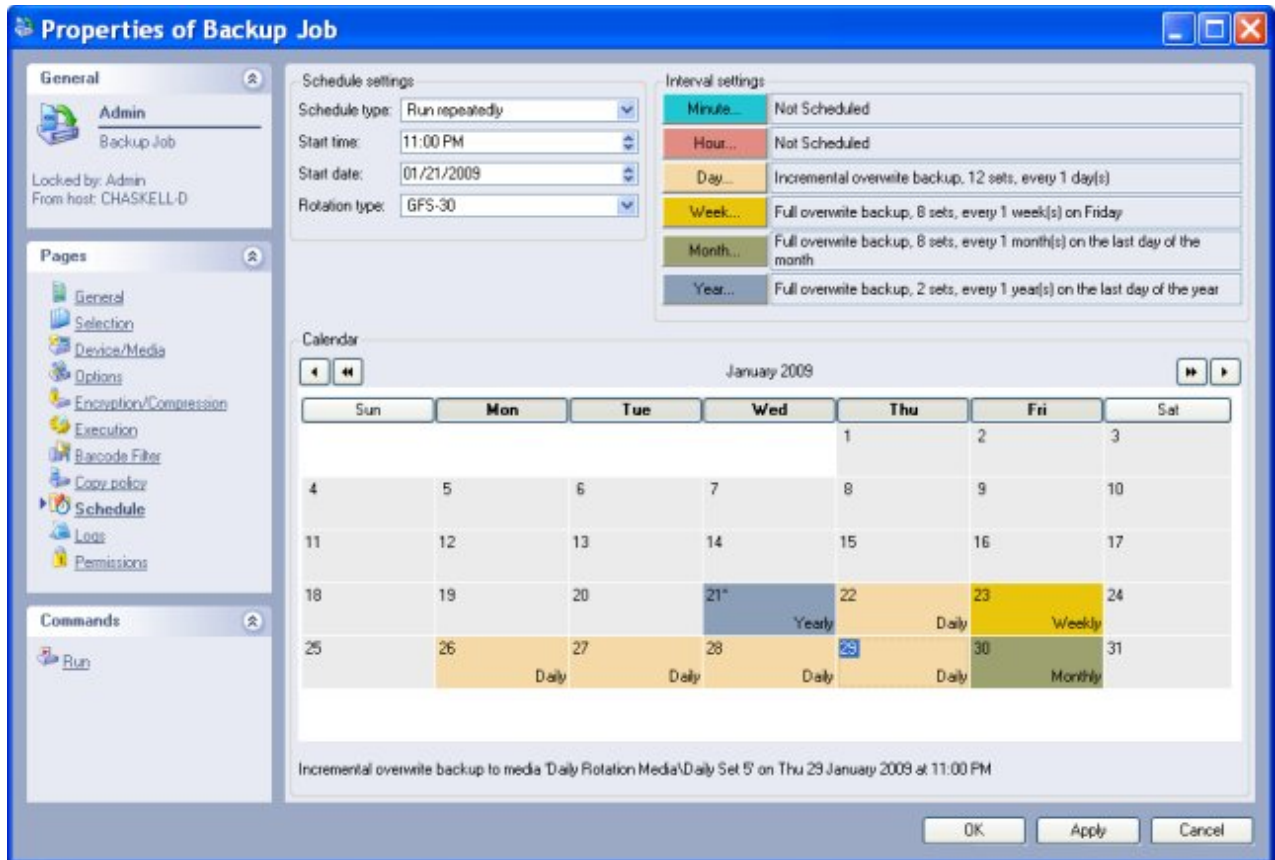 Properties of Backup Job
General
Admin
Backup Job
Locked by: Admin
From host: CHASKELL-D
Pages
General
Selection
Device/Media
Options
Encryption/Compression
Execution
Barcode Filter
Copy policy
Schedule
Logs
Permissions
Commands
Run
Schedule settings
Schedule type: Run repeatedly
Start time: 11:00 PM
Start date: 01/21/2009
Rotation type: GFS-30
Interval settings
Minute... Not Scheduled
Hour... Not Scheduled
Day... Incremental overwite backup, 12 sets, every 1 day(s)
Week... Full overwrite backup, 8 sets, every 1 week(s) on Friday
Month... Full overwrite backup, 8 sets, every 1 month(s) on the last day of the
month
Year... Full overwrite backup, 2 sets, every 1 year(s) on the last day of the year
Calendar
January 2009
Sun Mon Tue Wed Thu Fri Sat
1 2 3
4 5 6 7 8 9 10
11 12 13 14 15 16 17
18 19 20 21* 22 23 24
Yearly Daily Weekly
25 26 27 28 29 30 31
Daily Daily Daily Daily Monthly
Incremental overwite backup to media 'Daily Rotation Media\Daily Set 5' on Thu 29 January 2009 at 11:00 PM
OK Apply Cancel